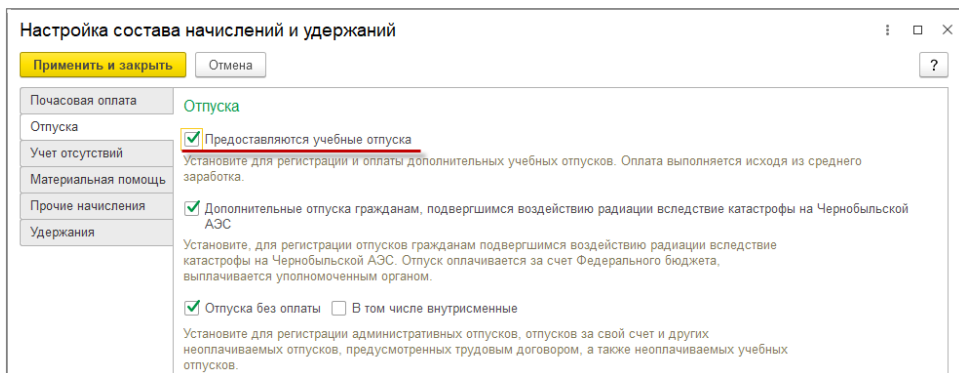 Настройка состава начислений и удержаний
Применить и закрыть
Отмена
?
Почасовая оплата
Отпуска
Учет отсутствий
Материальная помощь
Прочие начисления
Удержания
Отпуска
Предоставляются учебные отпуска
Установите для регистрации и оплаты дополнительных учебных отпусков. Оплата выполняется исходя из среднего
заработка.
Дополнительные отпуска гражданам, подвергшимся воздействию радиации вследствие катастрофы на Чернобыльской
АЭС
Установите, для регистрации отпусков гражданам подвергшимся воздействию радиации вследствие
катастрофы на Чернобыльской АЭС. Отпуск оплачивается за счет Федерального бюджета,
выплачивается уполномоченным органом.
Отпуска без оплаты
В том числе внутрисменные
Установите для регистрации административных отпусков, отпусков за свой счет и других
неоплачиваемых отпусков, предусмотренных трудовым договором, а также неоплачиваемых учебных
отпусков.